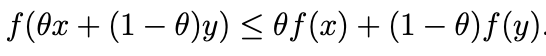 f(θx + (1 − θ)y) ≤ θf(x) + (1 − θ)f(y).